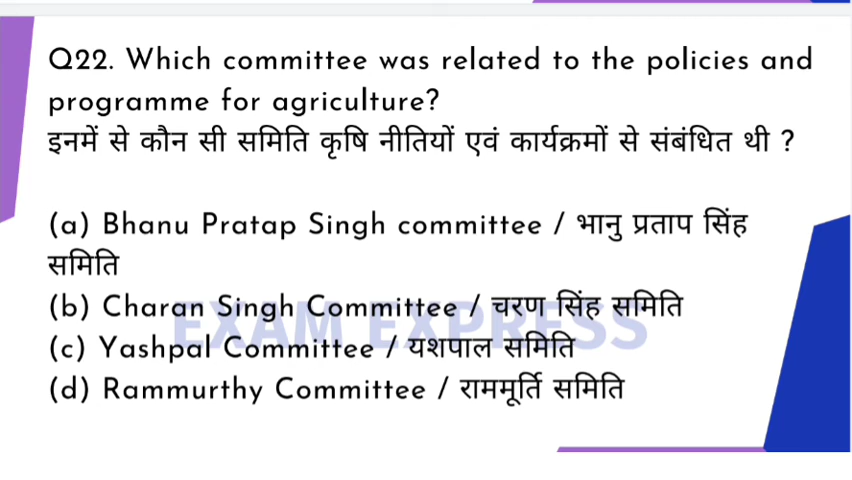 Q22. Which committee was related to the policies and
programme for agriculture?
इनमें से कौन सी समिति कृषि नीतियों एवं कार्यक्रमों से संबंधित थी ?
(a) Bhanu Pratap Singh committee / भानु प्रताप सिंह
समिति
(b) Charan Singh Committee / चरण सिंह समिति
EXAM EXPRESS
(c) Yashpal Committee / यशपाल समिति
(d) Rammurthy Committee / राममूर्ति समिति